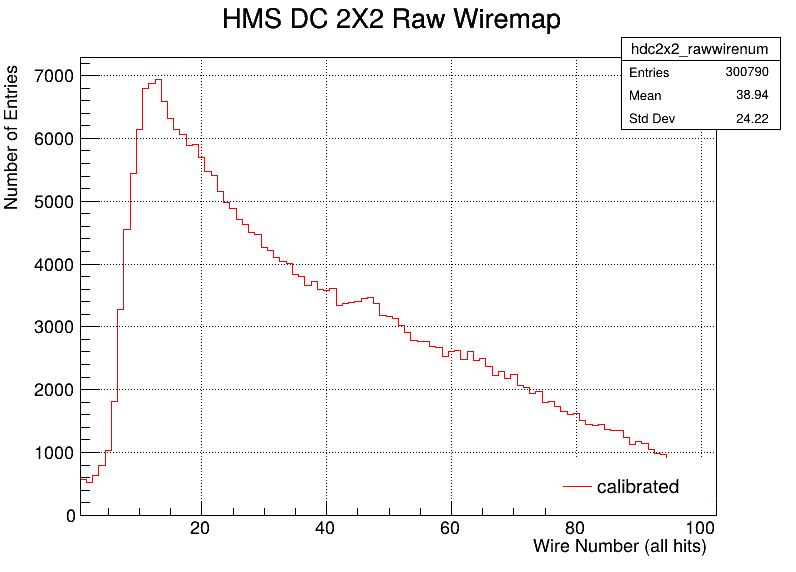 HMS DC 2X2 Raw Wiremap
hdc2x2_rawwirenum
Entries 300790
Mean 38.94
Std Dev 24.22
Number of Entries
7000
6000
5000
4000
3000
2000
1000
0
20 40 60 80 100
calibrated
Wire Number (all hits)